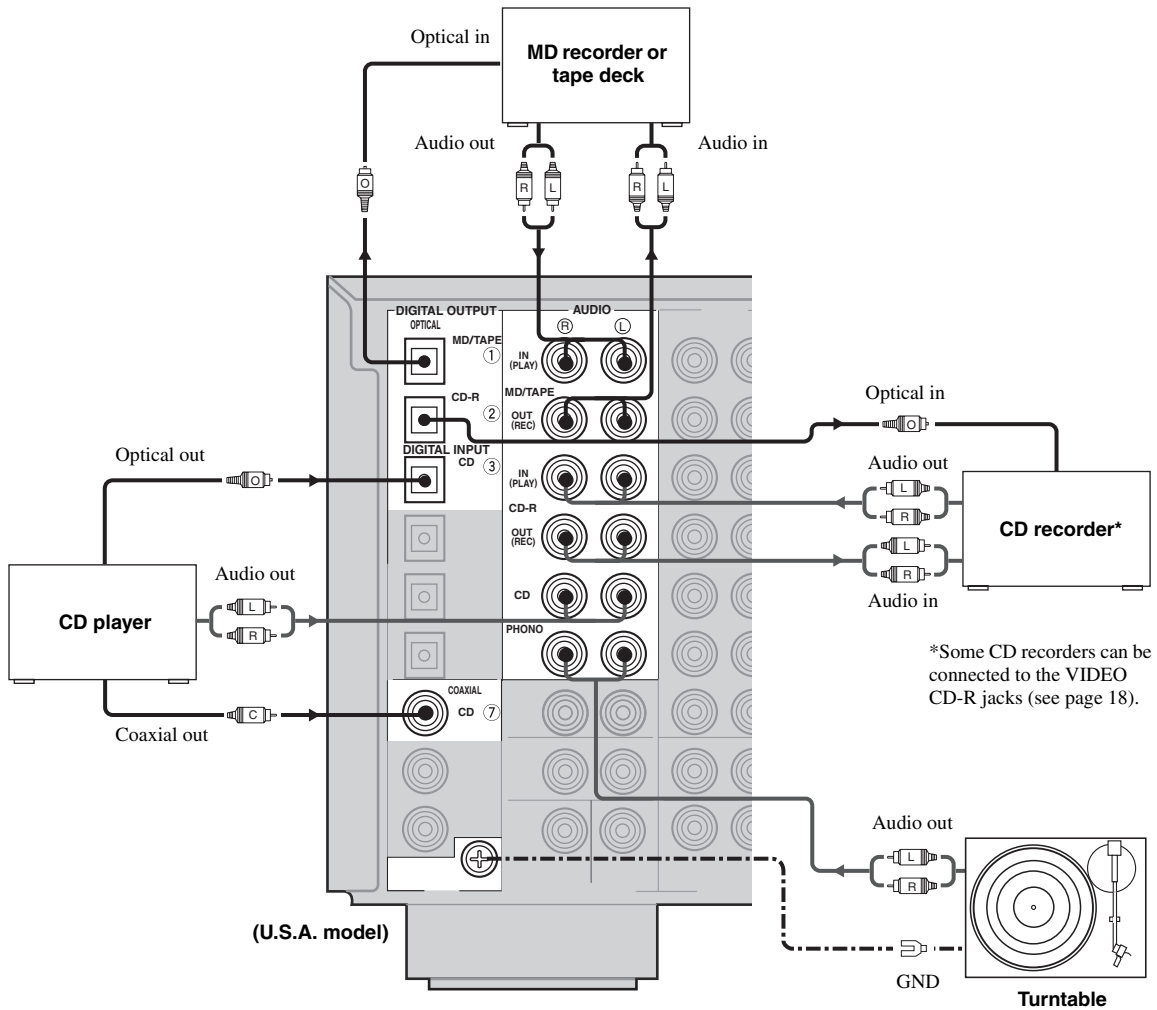 Optical in
MD recorder or
tape deck
Audio out
Audio in
O
R L
R L
DIGITAL OUTPUT
OPTICAL
AUDIO
R L
MD/TAPE
1
IN
(PLAY)
MD/TAPE
CD-R
2
OUT
(REC)
Optical in
O
DIGITAL INPUT
CD 3
Optical out
O
IN
(PLAY)
CD-R
OUT
(REC)
Audio out
L
R
CD recorder*
L
R
Audio in
CD player
Audio out
L
R
CD
PHONO
*Some CD recorders can be
connected to the VIDEO
CD-R jacks (see page 18).
COAXIAL
CD 7
C
Coaxial out
Audio out
L
R
(U.S.A. model)
GND
Turntable